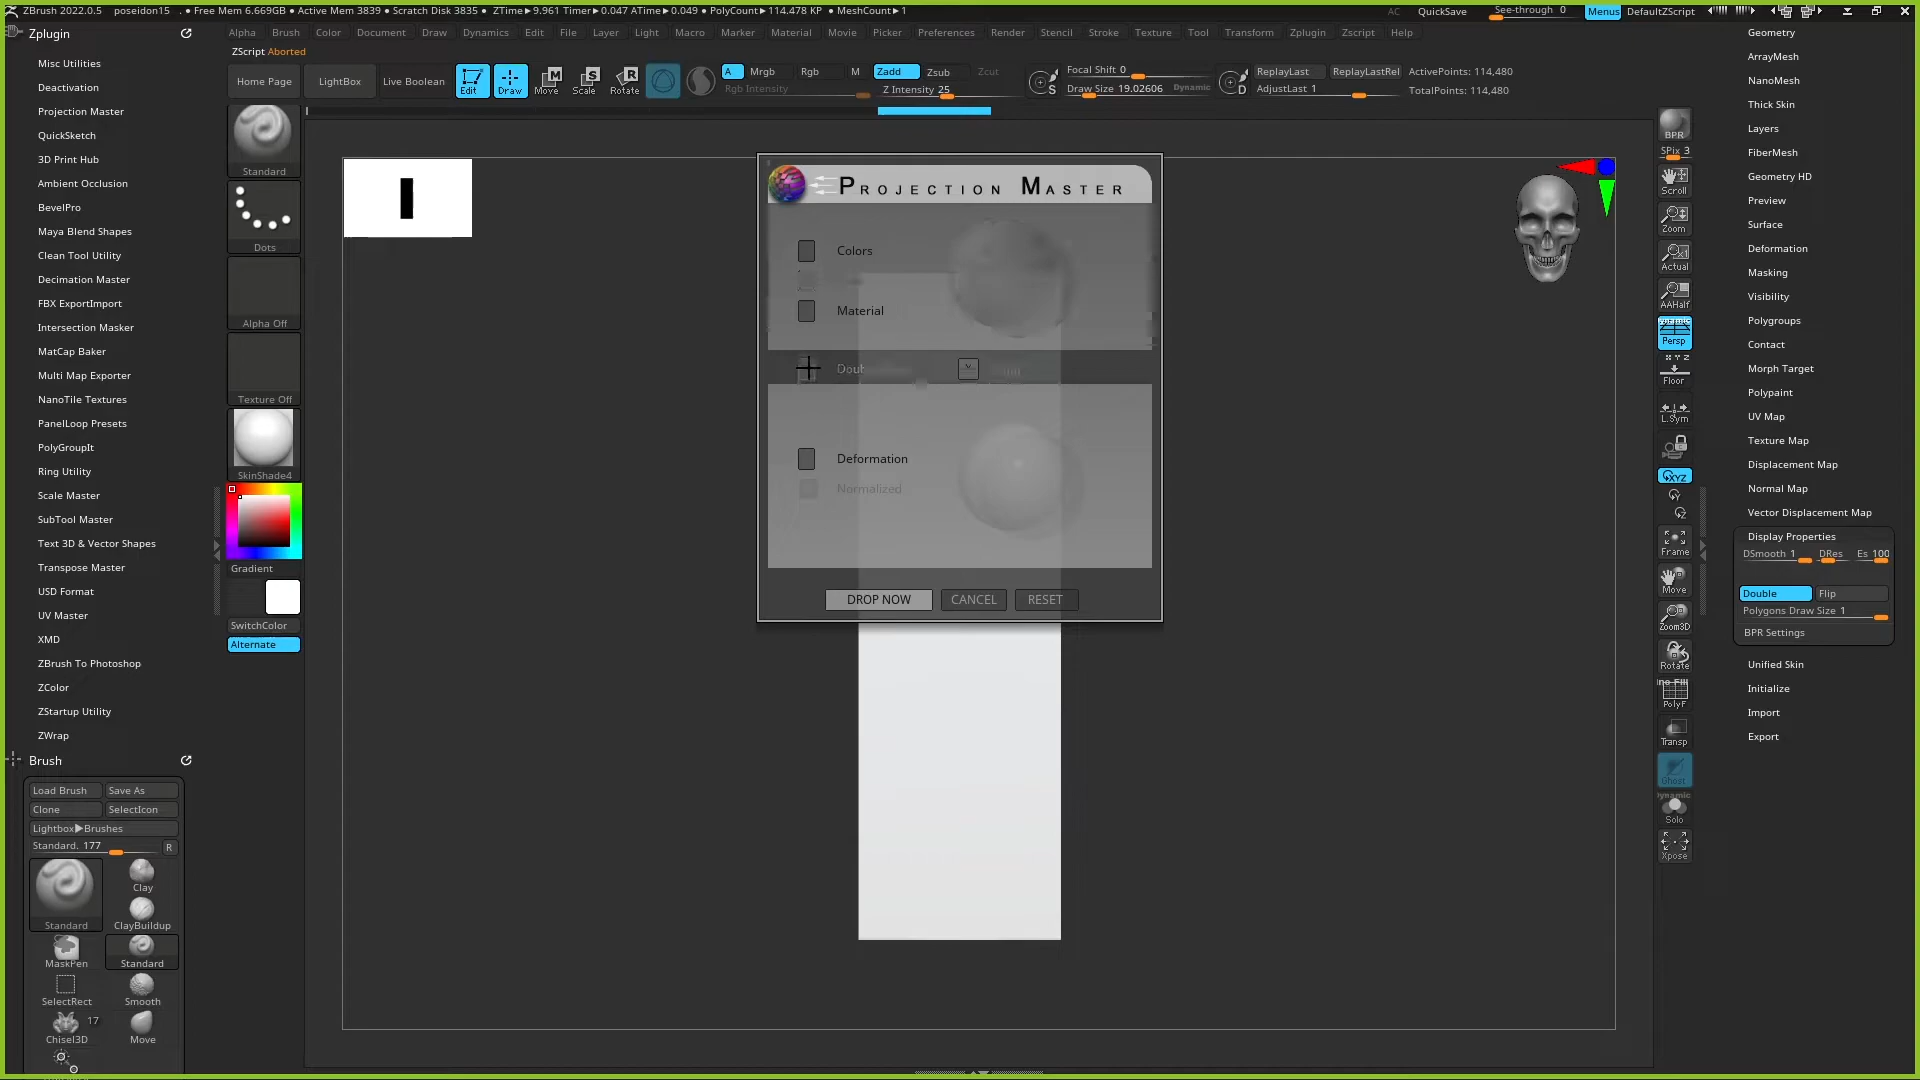 ZBrush 2022.0.5 poseidon15 . • Free Mem 6.669GB • Active Mem 3839 • Scratch Disk 3835 • ZTime▸9.961 Timer▸0.047 ATime▸0.049 • PolyCount▸114.478 KP • MeshCount▸1
AC QuickSave See-through 0 Menus DefaultZScript
Zplugin
Alpha Brush Color Document Draw Dynamics Edit File Layer Light Macro Marker Material Movie Picker Preferences Render Stencil Stroke Texture Tool Transform Zplugin Zscript Help
ZScript Aborted
Home Page LightBox Live Boolean Edit Draw Move Scale Rotate
A Mrgb Rgb M Zadd Zsub Zcut
Rgb Intensity Z Intensity 25
Focal Shift 0
Draw Size 19.02606 Dynamic
ReplayLast ReplayLastRel ActivePoints: 114,480
AdjustLast 1 TotalPoints: 114,480
Misc Utilities
Deactivation
Projection Master
QuickSketch
3D Print Hub
Ambient Occlusion
BevelPro
Maya Blend Shapes
Clean Tool Utility
Decimation Master
FBX ExportImport
Intersection Masker
MatCap Baker
Multi Map Exporter
NanoTile Textures
PanelLoop Presets
PolyGroupIt
Ring Utility
Scale Master
SubTool Master
Text 3D & Vector Shapes
Transpose Master
USD Format
UV Master
XMD
ZBrush To Photoshop
ZColor
ZStartup Utility
ZWrap
Brush
Load Brush Save As
Clone SelectIcon
Lightbox▸Brushes
Standard. 177 R
Clay
Standard ClayBuildup
MaskPen Standard
SelectRect Smooth
17
Chisel3D Move
Standard
Dots
Alpha Off
Texture Off
SkinShade4
Gradient
SwitchColor
Alternate
Projection Master
Colors
Material
Doub
Deformation
Normalized
DROP NOW CANCEL RESET
BPR
SPix 3
Scroll
Zoom
Actual
AAHalf
Dynamic
Persp
X Y Z
Floor
L.Sym
XYZ
Y
Z
Frame
Move
Zoom3D
Rotate
PolyF
Transp
Ghost
Dynamic
Solo
Xpose
Geometry
ArrayMesh
NanoMesh
Thick Skin
Layers
FiberMesh
Geometry HD
Preview
Surface
Deformation
Masking
Visibility
Polygroups
Contact
Morph Target
Polypaint
UV Map
Texture Map
Displacement Map
Normal Map
Vector Displacement Map
Display Properties
DSmooth 1 DRes Es 100
Double Flip
Polygons Draw Size 1
BPR Settings
Unified Skin
Initialize
Import
Export